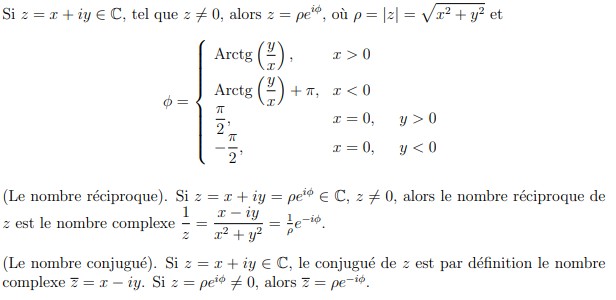 Si z = x + iy ∈ ℂ, tel que z ≠ 0, alors z = ρe^{iϕ}, où ρ = |z| = √(x² + y²) et
ϕ = { Arctg (y/x), x > 0
Arctg (y/x) + π, x < 0
π/2, x = 0, y > 0
−π/2, x = 0, y < 0
(Le nombre réciproque). Si z = x + iy = ρe^{iϕ} ∈ ℂ, z ≠ 0, alors le nombre réciproque de
z est le nombre complexe 1/z = (x − iy)/(x² + y²) = 1/ρ e^{−iϕ}.
(Le nombre conjugué). Si z = x + iy ∈ ℂ, le conjugué de z est par définition le nombre
complexe z̅ = x − iy. Si z = ρe^{iϕ} ≠ 0, alors z̅ = ρe^{−iϕ}.